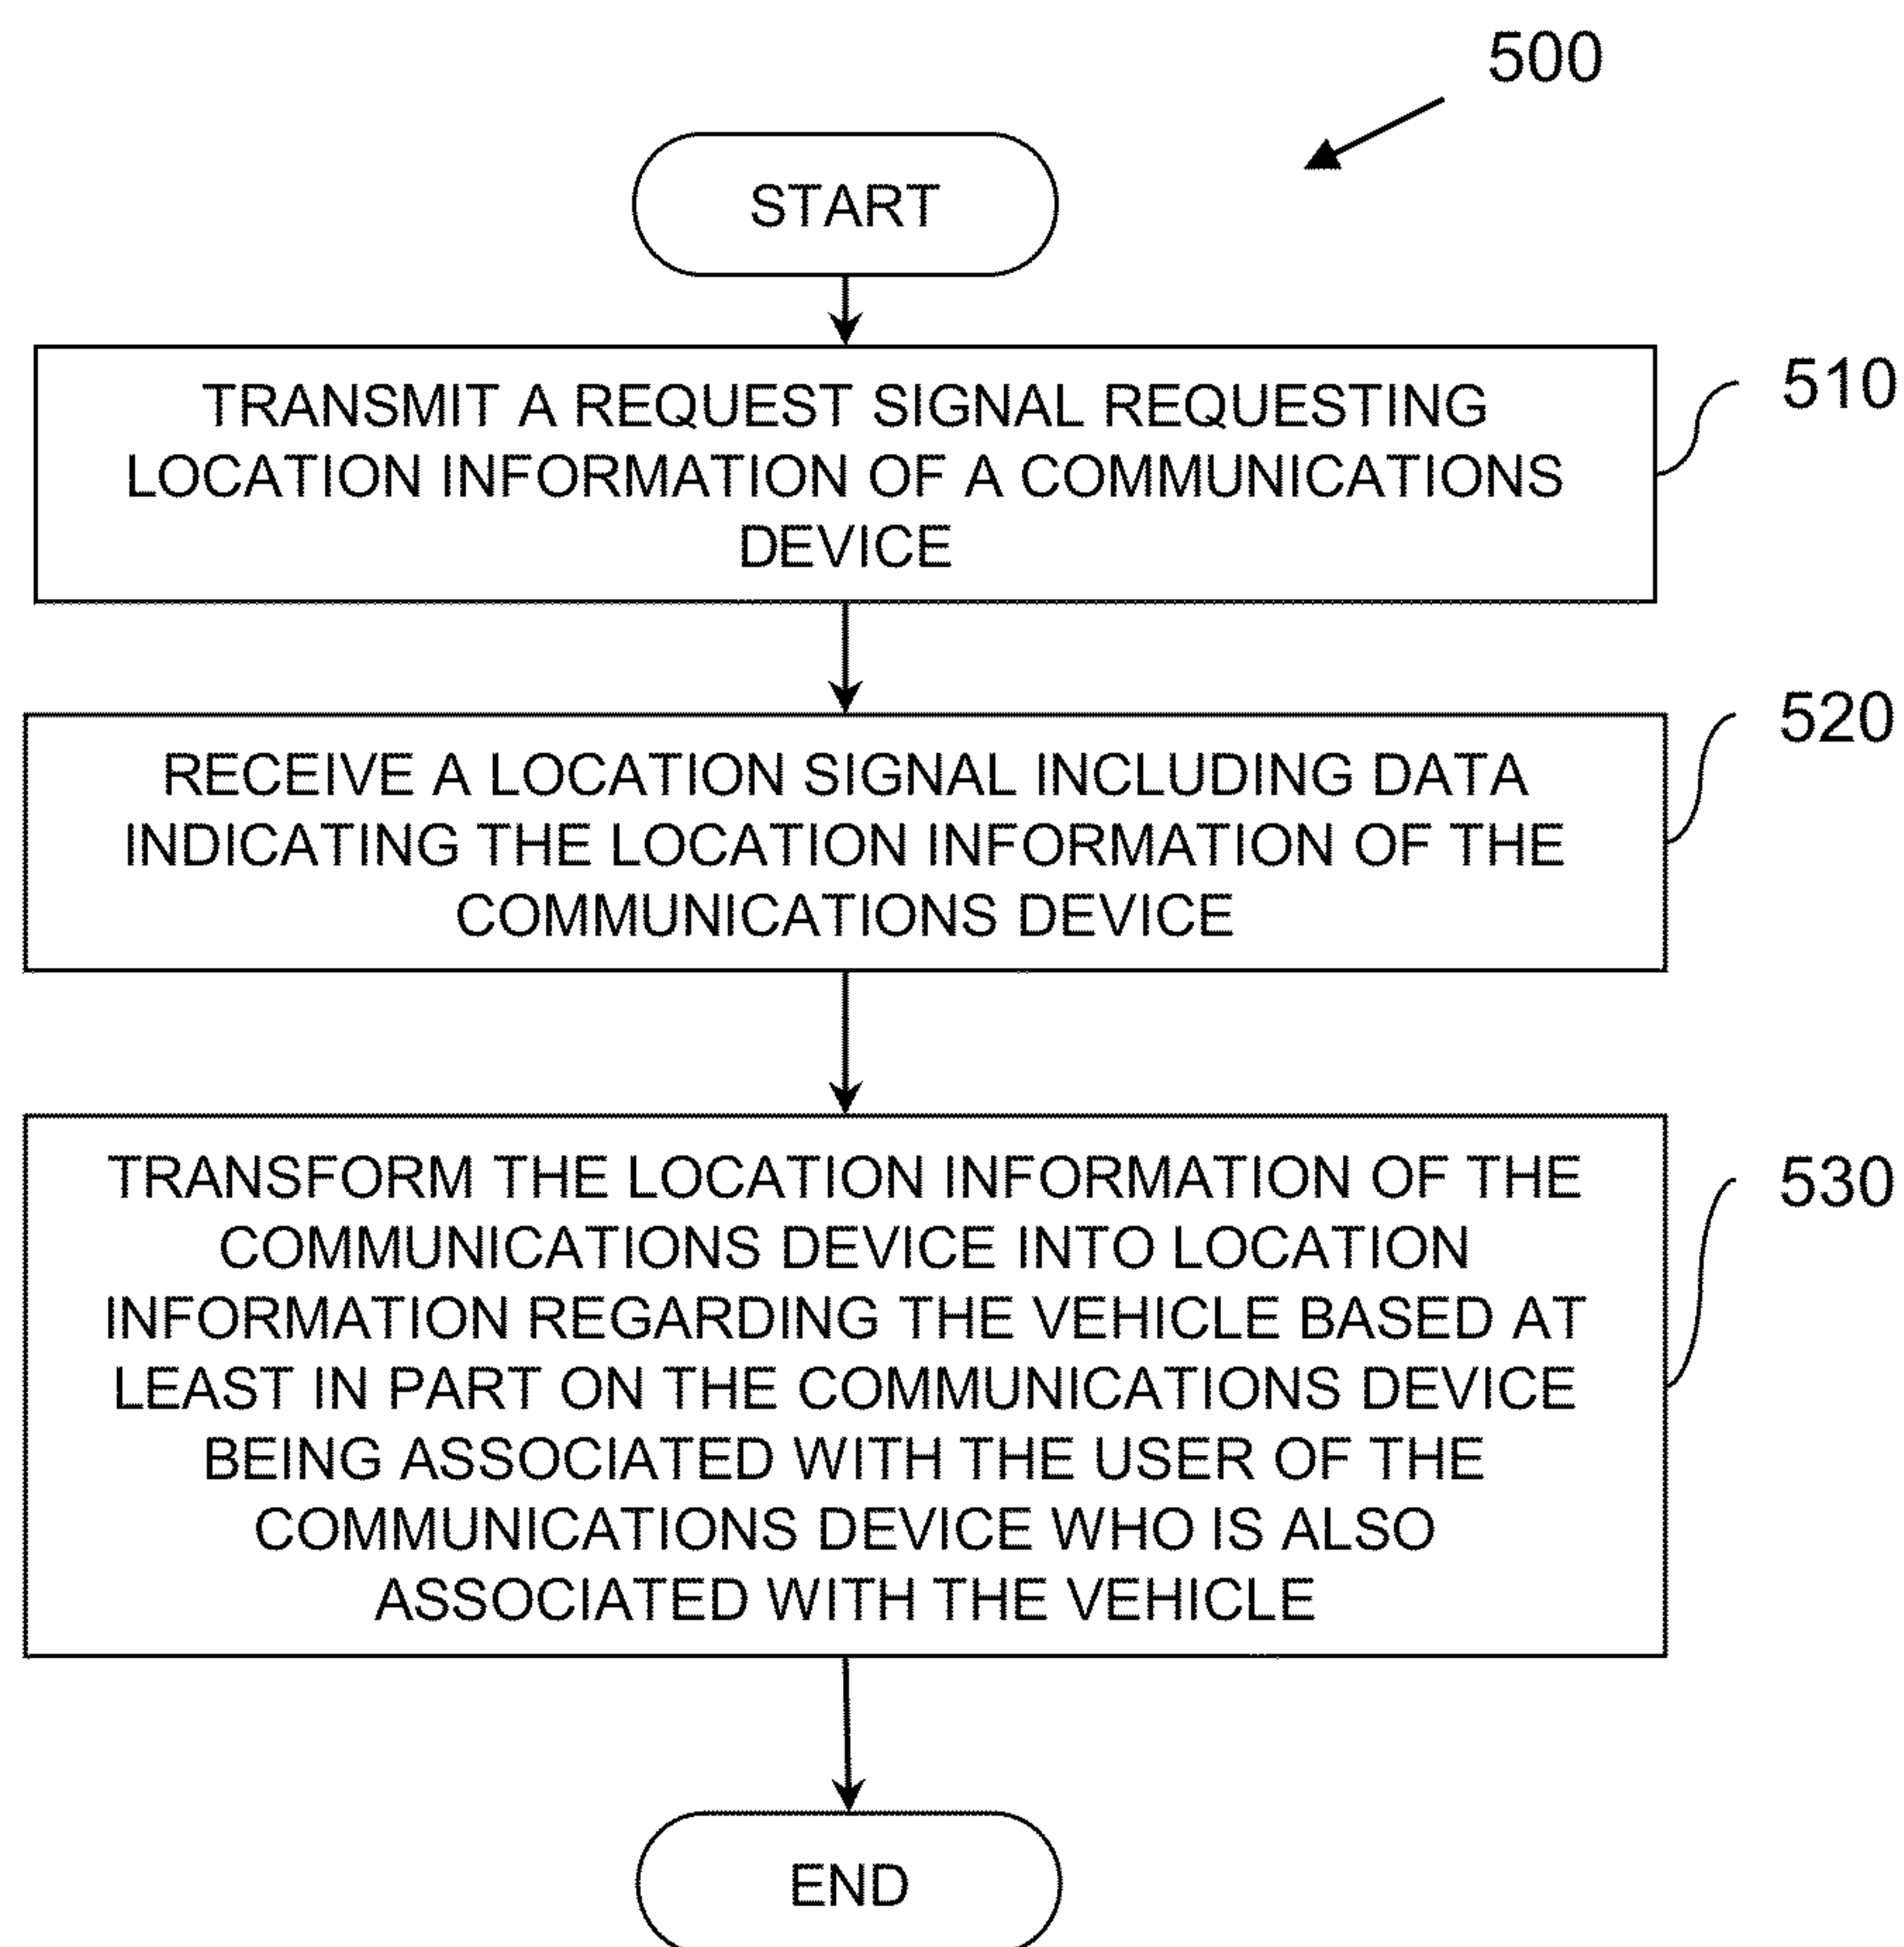 500
START
TRANSMIT A REQUEST SIGNAL REQUESTING
LOCATION INFORMATION OF A COMMUNICATIONS
DEVICE
510
RECEIVE A LOCATION SIGNAL INCLUDING DATA
INDICATING THE LOCATION INFORMATION OF THE
COMMUNICATIONS DEVICE
520
TRANSFORM THE LOCATION INFORMATION OF THE
COMMUNICATIONS DEVICE INTO LOCATION
INFORMATION REGARDING THE VEHICLE BASED AT
LEAST IN PART ON THE COMMUNICATIONS DEVICE
BEING ASSOCIATED WITH THE USER OF THE
COMMUNICATIONS DEVICE WHO IS ALSO
ASSOCIATED WITH THE VEHICLE
530
END